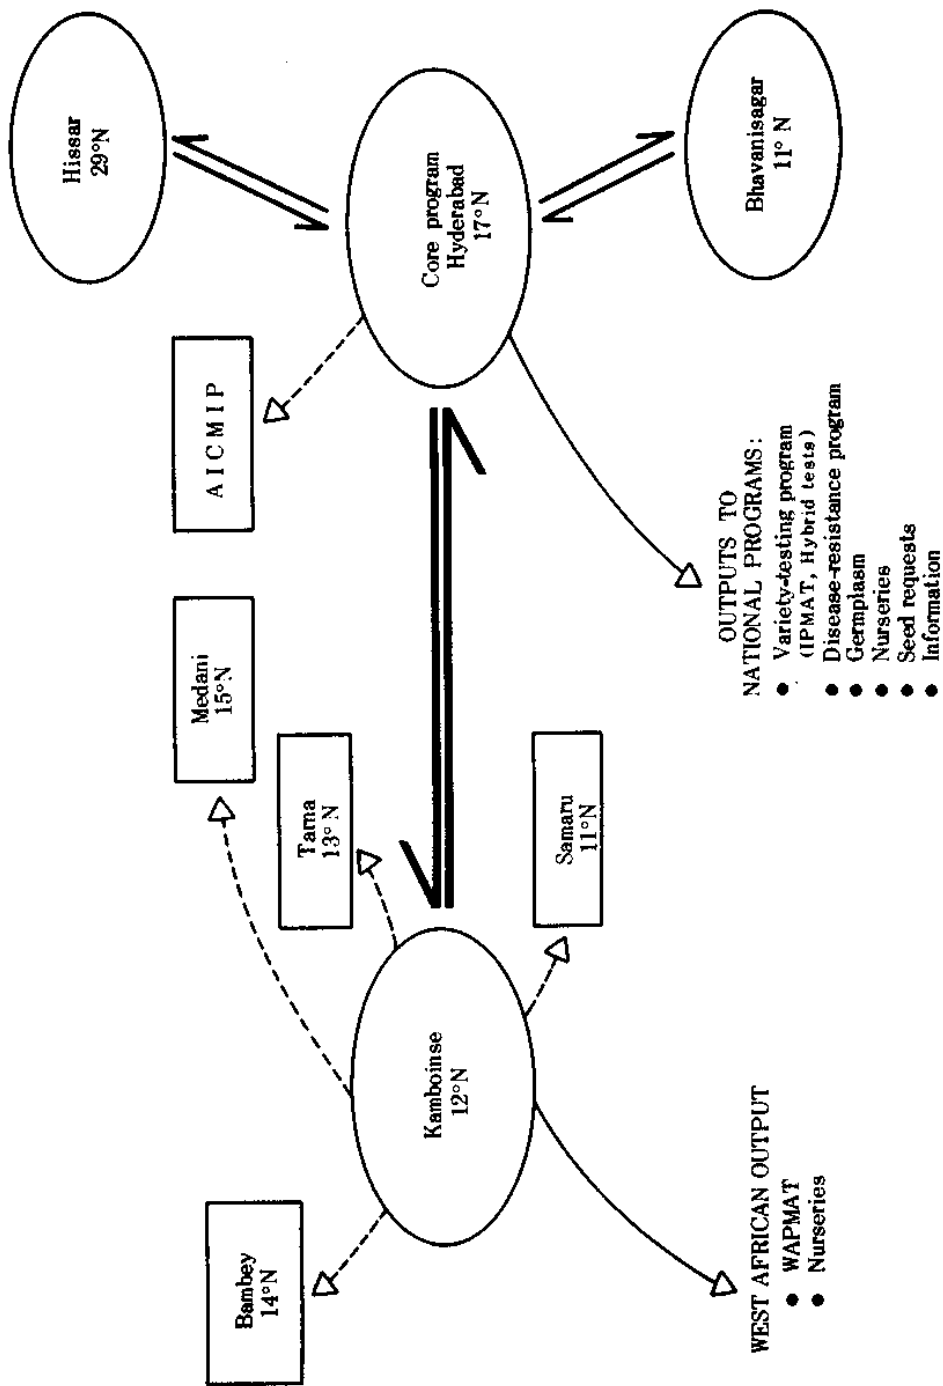 Hissar
29°N
AICMIP
Core program
Hyderabad
17°N
Bhavanisagar
11° N
Medani
15°N
Tarna
13°N
Samaru
11°N
Bambey
14°N
Kamboinse
12°N
OUTPUTS TO
NATIONAL PROGRAMS:
• Variety-testing program
(IPMAT, Hybrid tests)
• Disease-resistance program
• Germplasm
• Nurseries
• Seed requests
• Information
WEST AFRICAN OUTPUT
• WAPMAT
• Nurseries